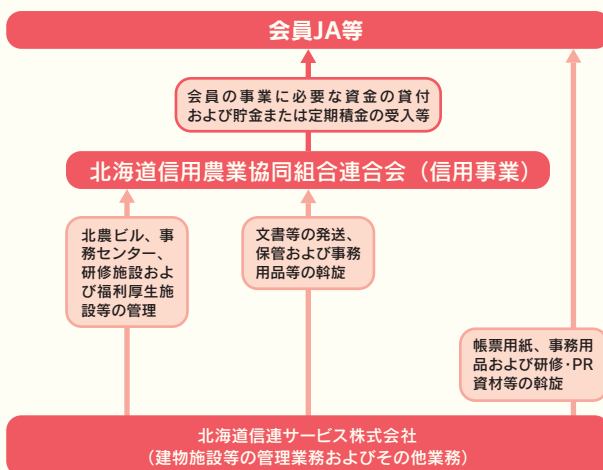 会員JA等
会員の事業に必要な資金の貸付
および貯金または定期積金の受入等
北海道信用農業協同組合連合会（信用事業）
北農ビル、事
務センター、
研修施設およ
び福利厚生施
設等の管理
文書等の発送、
保管および事務
用品等の斡旋
帳票用紙、事務用
品および研修・PR
資材等の斡旋
北海道信連サービス株式会社
（建物施設等の管理業務およびその他業務）